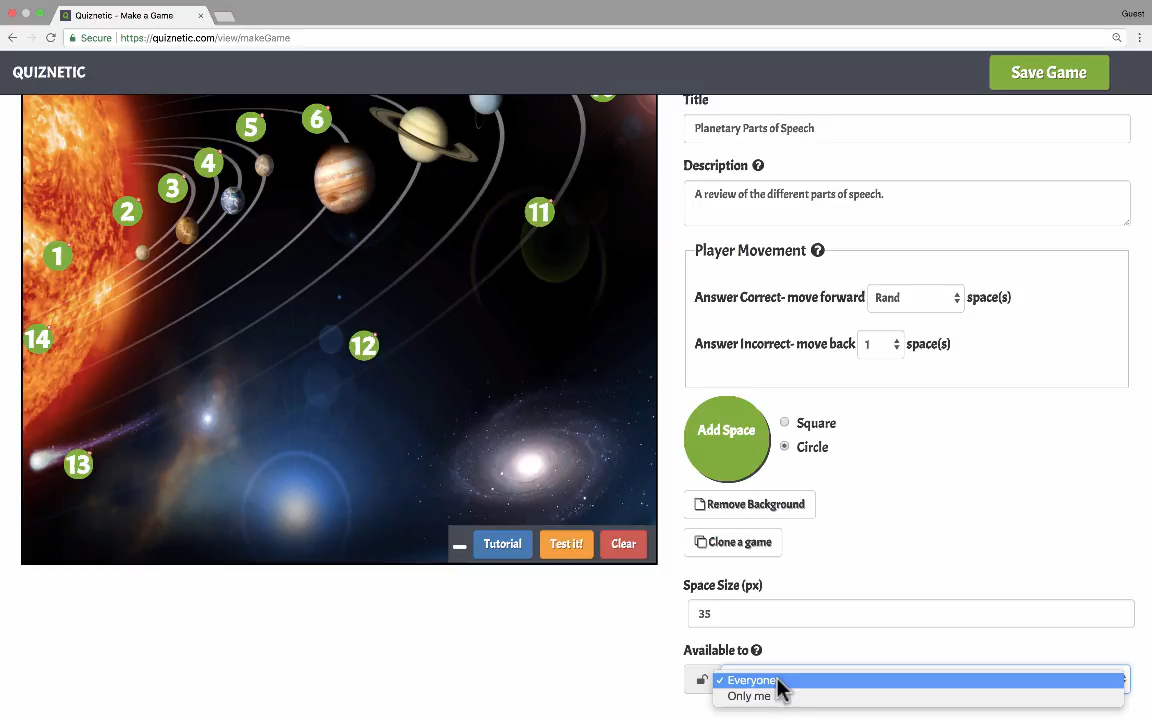 Quiznetic - Make a Game
Guest
Secure
https://quiznetic.com/view/makeGame
QUIZNETIC
Save Game
Title
Planetary Parts of Speech
Description
A review of the different parts of speech.
Player Movement
Answer Correct- move forward Rand space(s)
Answer Incorrect- move back 1 space(s)
Add Space
Square
Circle
Remove Background
Clone a game
Space Size (px)
35
Available to
✓ Everyone
Only me
6
5
4
3
2
11
1
14
12
13
Tutorial
Test it!
Clear